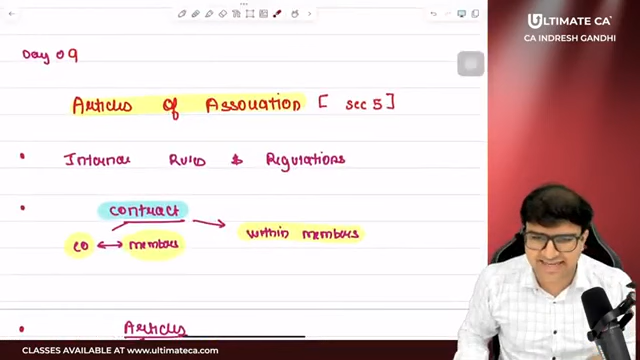 ULTIMATE CA
CA INDRESH GANDHI
Day 09
Articles of Association [ sec 5 ]
• Internal Rules & Regulations
• contract
co ↔ members
within members
• Articles
CLASSES AVAILABLE AT www.ultimateca.com